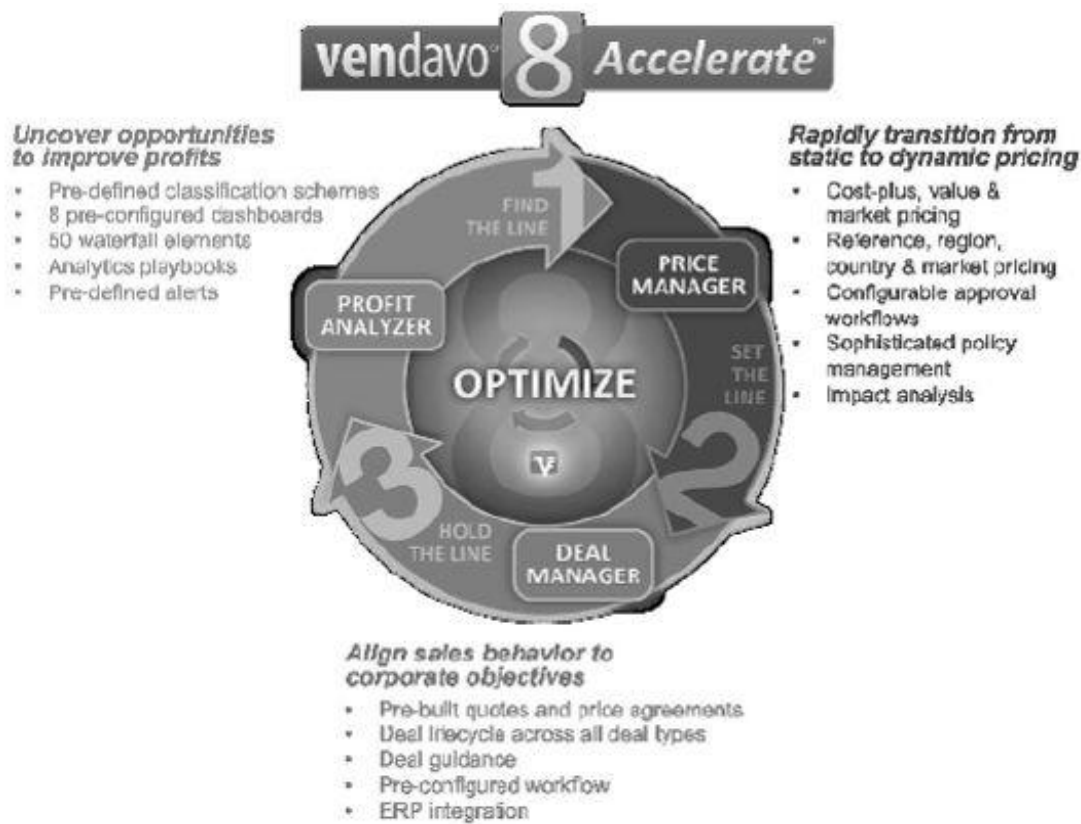 vendavo 8 Accelerate™
Uncover opportunities
to improve profits
• Pre-defined classification schemes
• 8 pre-configured dashboards
• 50 waterfall elements
• Analytics playbooks
• Pre-defined alerts
Rapidly transition from
static to dynamic pricing
• Cost-plus, value &
market pricing
• Reference, region,
country & market pricing
• Configurable approval
workflows
• Sophisticated policy
management
• Impact analysis
1
FIND
THE LINE
PRICE
MANAGER
PROFIT
ANALYZER
SET
THE
LINE
OPTIMIZE
2
V
3
HOLD
THE LINE
DEAL
MANAGER
Align sales behavior to
corporate objectives
• Pre-built quotes and price agreements
• Deal lifecycle across all deal types
• Deal guidance
• Pre-configured workflow
• ERP integration